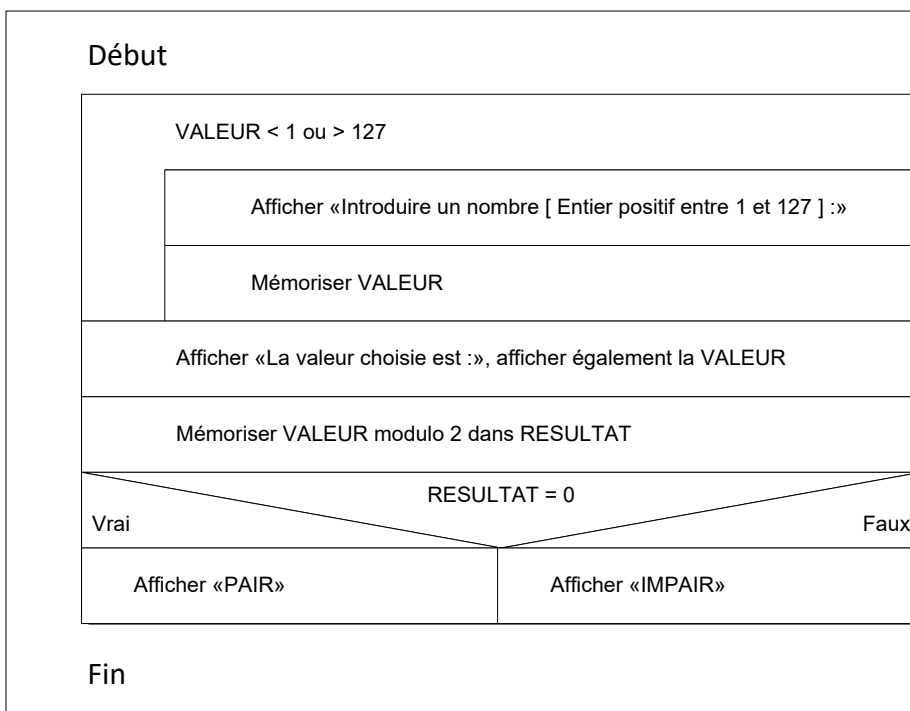 Début
VALEUR < 1 ou > 127
Afficher «Introduire un nombre [ Entier positif entre 1 et 127 ] :»
Mémoriser VALEUR
Afficher «La valeur choisie est :», afficher également la VALEUR
Mémoriser VALEUR modulo 2 dans RESULTAT
RESULTAT = 0
Vrai
Faux
Afficher «PAIR»
Afficher «IMPAIR»
Fin